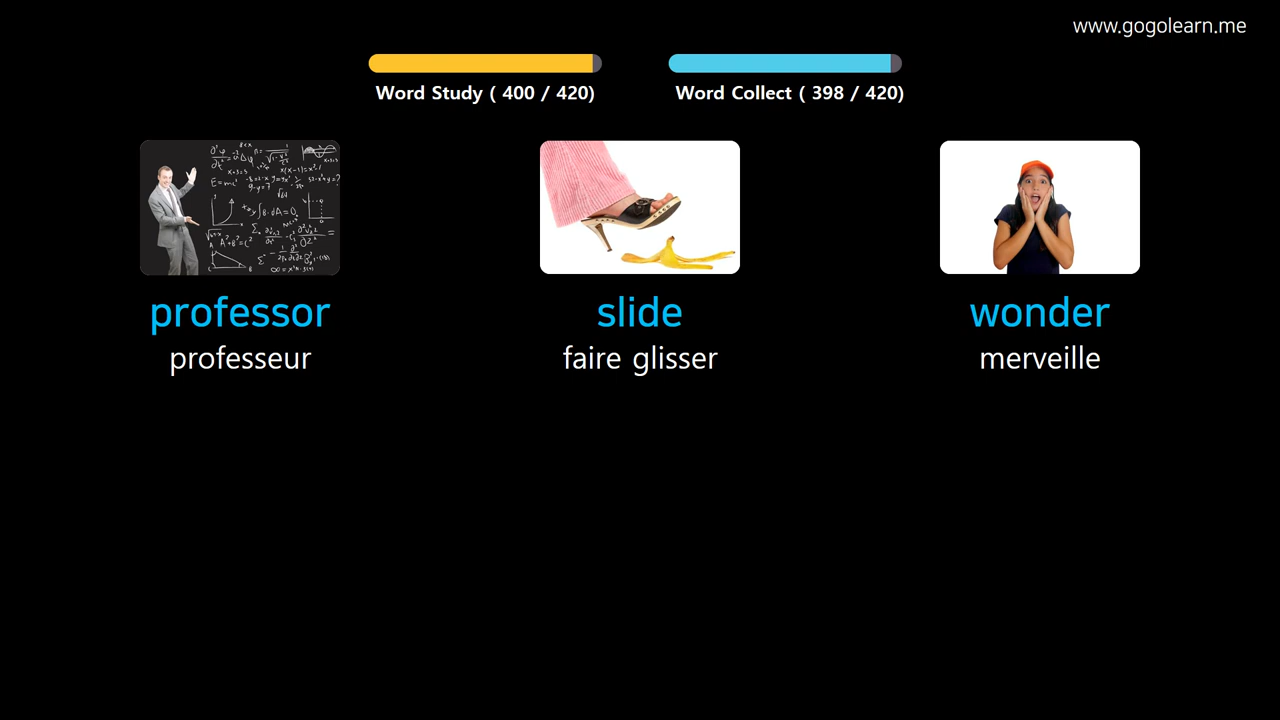 www.gogolearn.me
Word Study ( 400 / 420)
Word Collect ( 398 / 420)
professor
slide
wonder
professeur
faire glisser
merveille